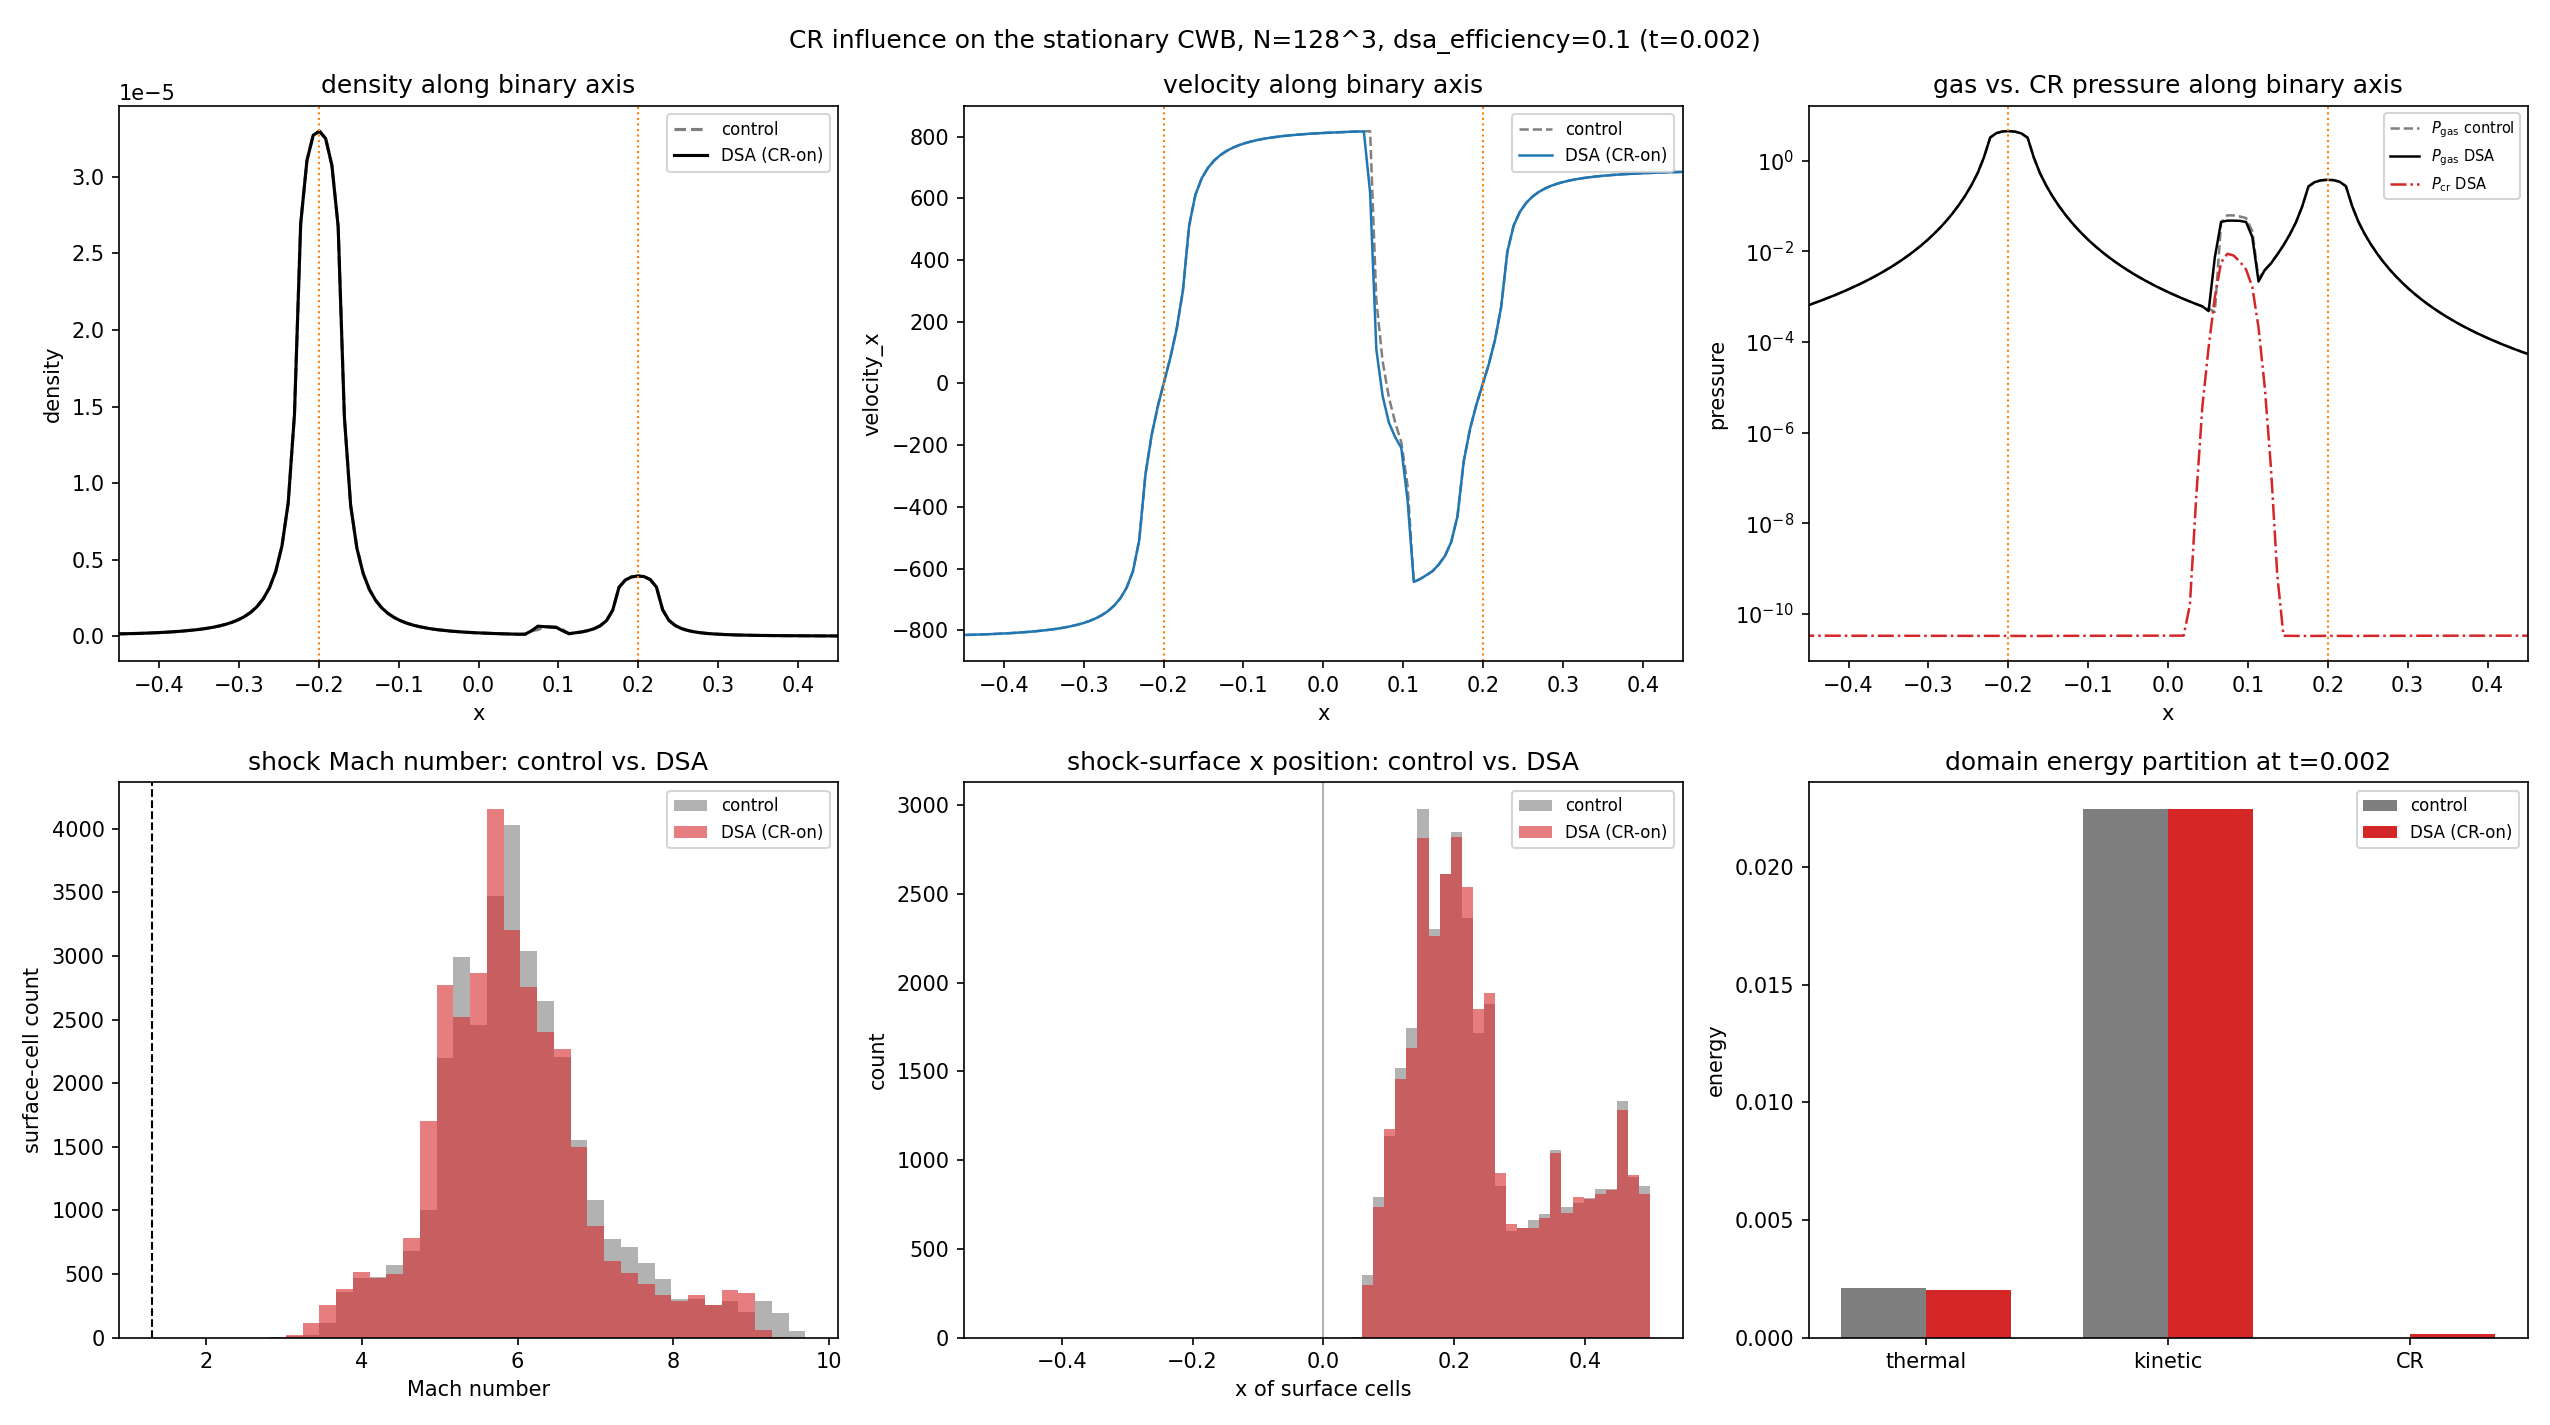 CR influence on the stationary CWB, N=128^3, dsa_efficiency=0.1 (t=0.002)
density along binary axis
1e−5
control
DSA (CR-on)
3.0
2.5
2.0
1.5
1.0
0.5
0.0
density
−0.4 −0.3 −0.2 −0.1 0.0 0.1 0.2 0.3 0.4
x
velocity along binary axis
control
DSA (CR-on)
800
600
400
200
0
−200
−400
−600
−800
velocity_x
−0.4 −0.3 −0.2 −0.1 0.0 0.1 0.2 0.3 0.4
x
gas vs. CR pressure along binary axis
P_gas control
P_gas DSA
P_cr DSA
10^0
10^−2
10^−4
10^−6
10^−8
10^−10
pressure
−0.4 −0.3 −0.2 −0.1 0.0 0.1 0.2 0.3 0.4
x
shock Mach number: control vs. DSA
control
DSA (CR-on)
4000
3500
3000
2500
2000
1500
1000
500
0
surface-cell count
2 4 6 8 10
Mach number
shock-surface x position: control vs. DSA
control
DSA (CR-on)
3000
2500
2000
1500
1000
500
0
count
−0.4 −0.2 0.0 0.2 0.4
x of surface cells
domain energy partition at t=0.002
control
DSA (CR-on)
0.020
0.015
0.010
0.005
0.000
energy
thermal kinetic CR